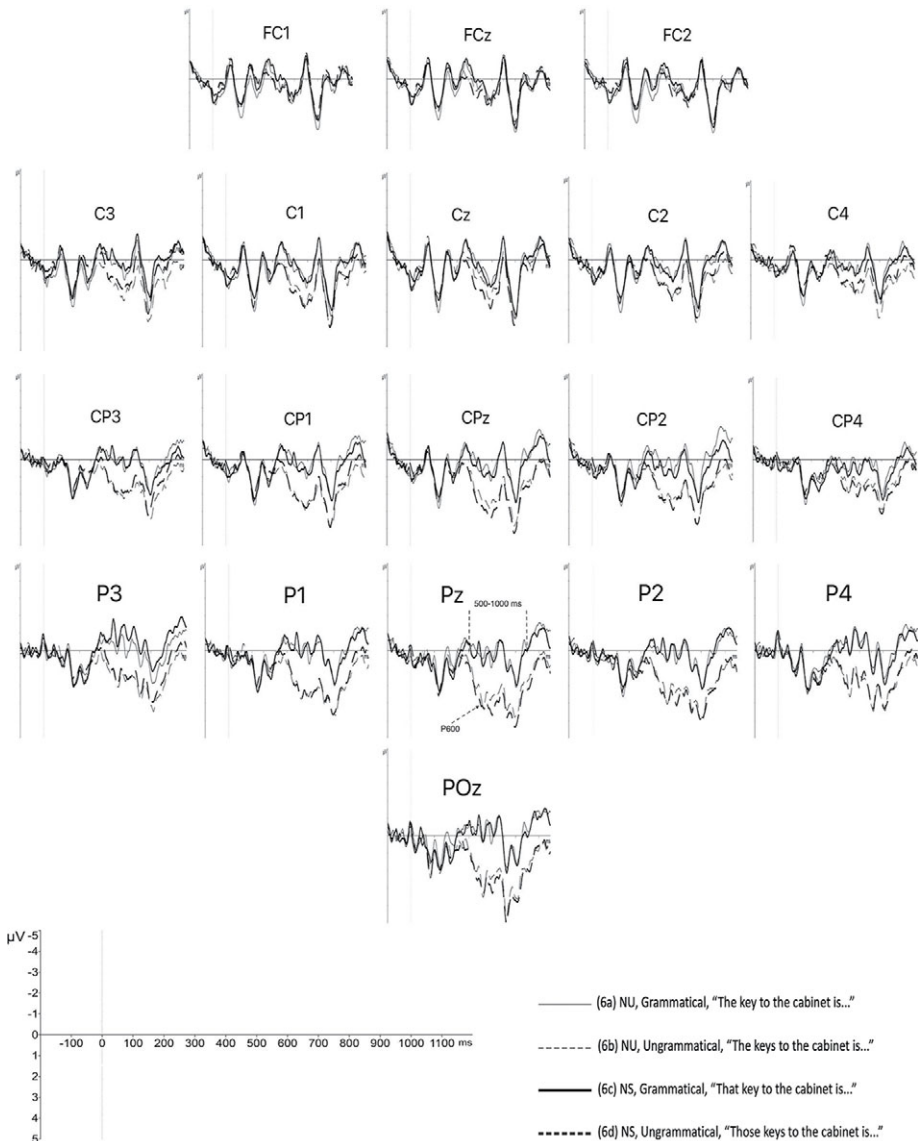 FC1 FCz FC2
C3 C1 Cz C2 C4
CP3 CP1 CPz CP2 CP4
P3 P1 Pz P2 P4
500-1000 ms
P600
POz
µV -5
-4
-3
-2
-1
0
-100 0 100 200 300 400 500 600 700 800 900 1000 1100 ms
1
2
3
4
5
(6a) NU, Grammatical, “The key to the cabinet is...”
(6b) NU, Ungrammatical, “The keys to the cabinet is...”
(6c) NS, Grammatical, “That key to the cabinet is...”
(6d) NS, Ungrammatical, “Those keys to the cabinet is...”